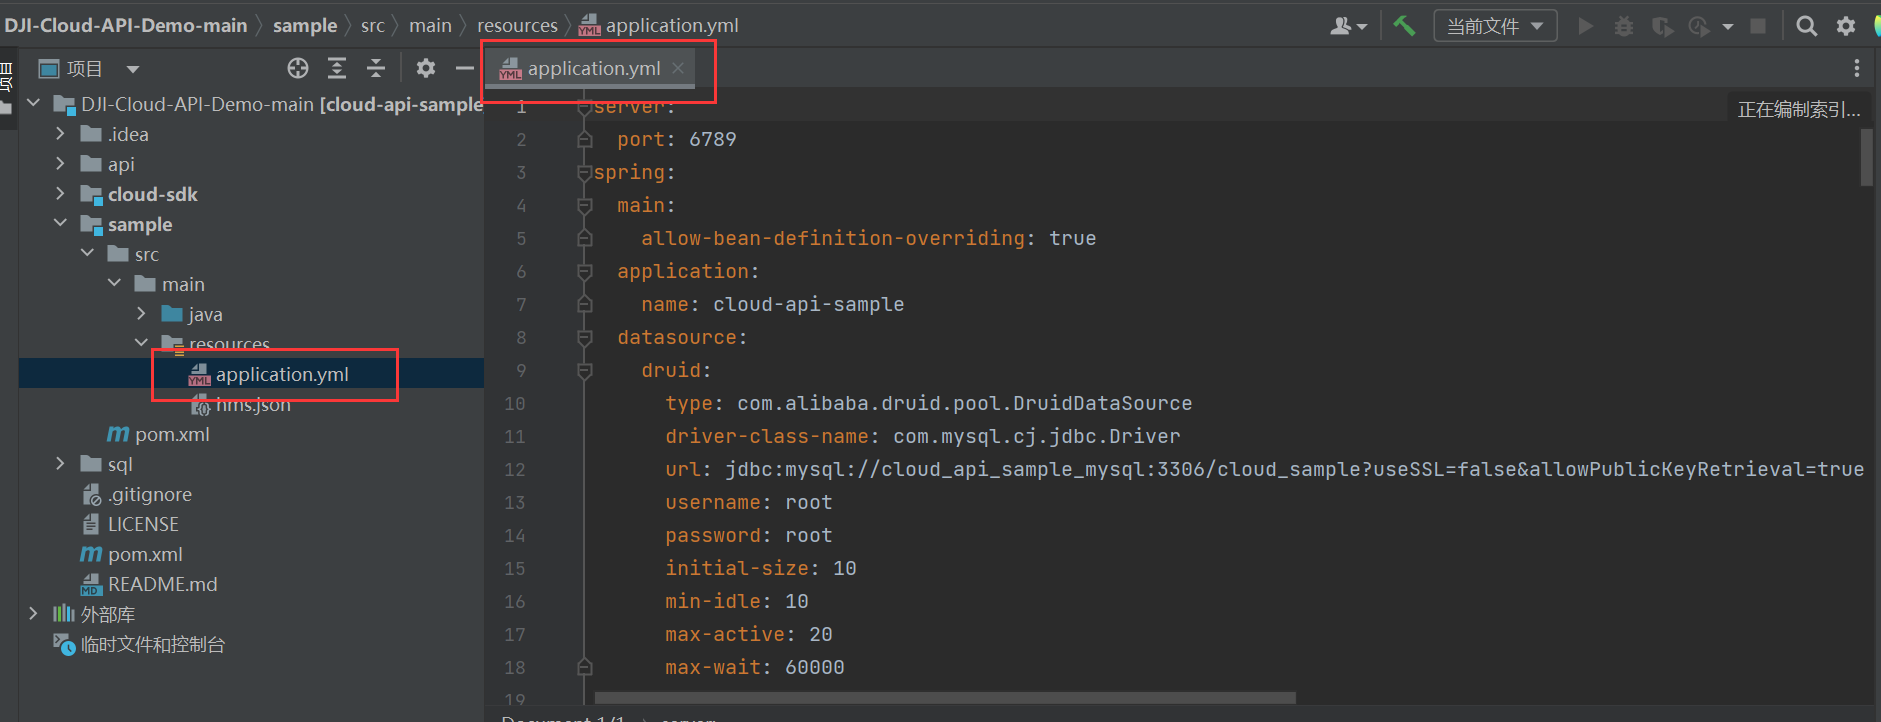 DJI-Cloud-API-Demo-main sample src main resources application.yml
当前文件
项目
application.yml
DJI-Cloud-API-Demo-main [cloud-api-sample
.idea
api
cloud-sdk
sample
src
main
java
resources
application.yml
hms.json
pom.xml
sql
.gitignore
LICENSE
pom.xml
README.md
外部库
临时文件和控制台
正在编制索引...
1 server:
2 port: 6789
3 spring:
4 main:
5 allow-bean-definition-overriding: true
6 application:
7 name: cloud-api-sample
8 datasource:
9 druid:
10 type: com.alibaba.druid.pool.DruidDataSource
11 driver-class-name: com.mysql.cj.jdbc.Driver
12 url: jdbc:mysql://cloud_api_sample_mysql:3306/cloud_sample?useSSL=false&allowPublicKeyRetrieval=true
13 username: root
14 password: root
15 initial-size: 10
16 min-idle: 10
17 max-active: 20
18 max-wait: 60000
19
Document 1/1 server: